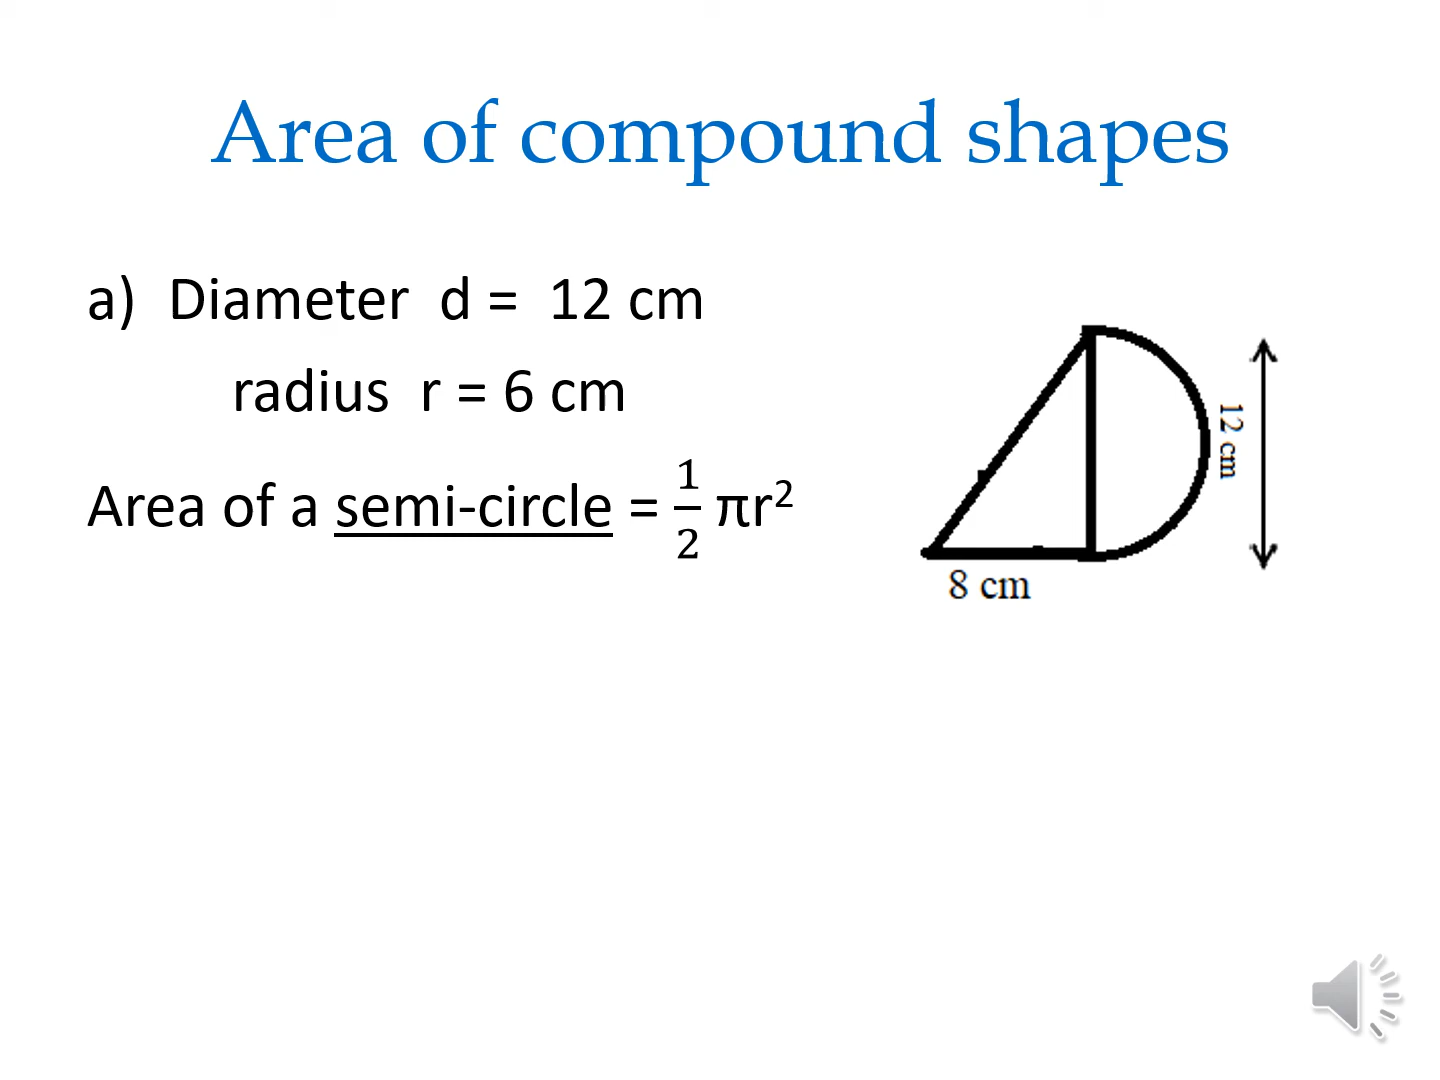 Area of compound shapes
a) Diameter d = 12 cm
radius r = 6 cm
Area of a semi-circle = 1/2 πr²
12 cm
8 cm